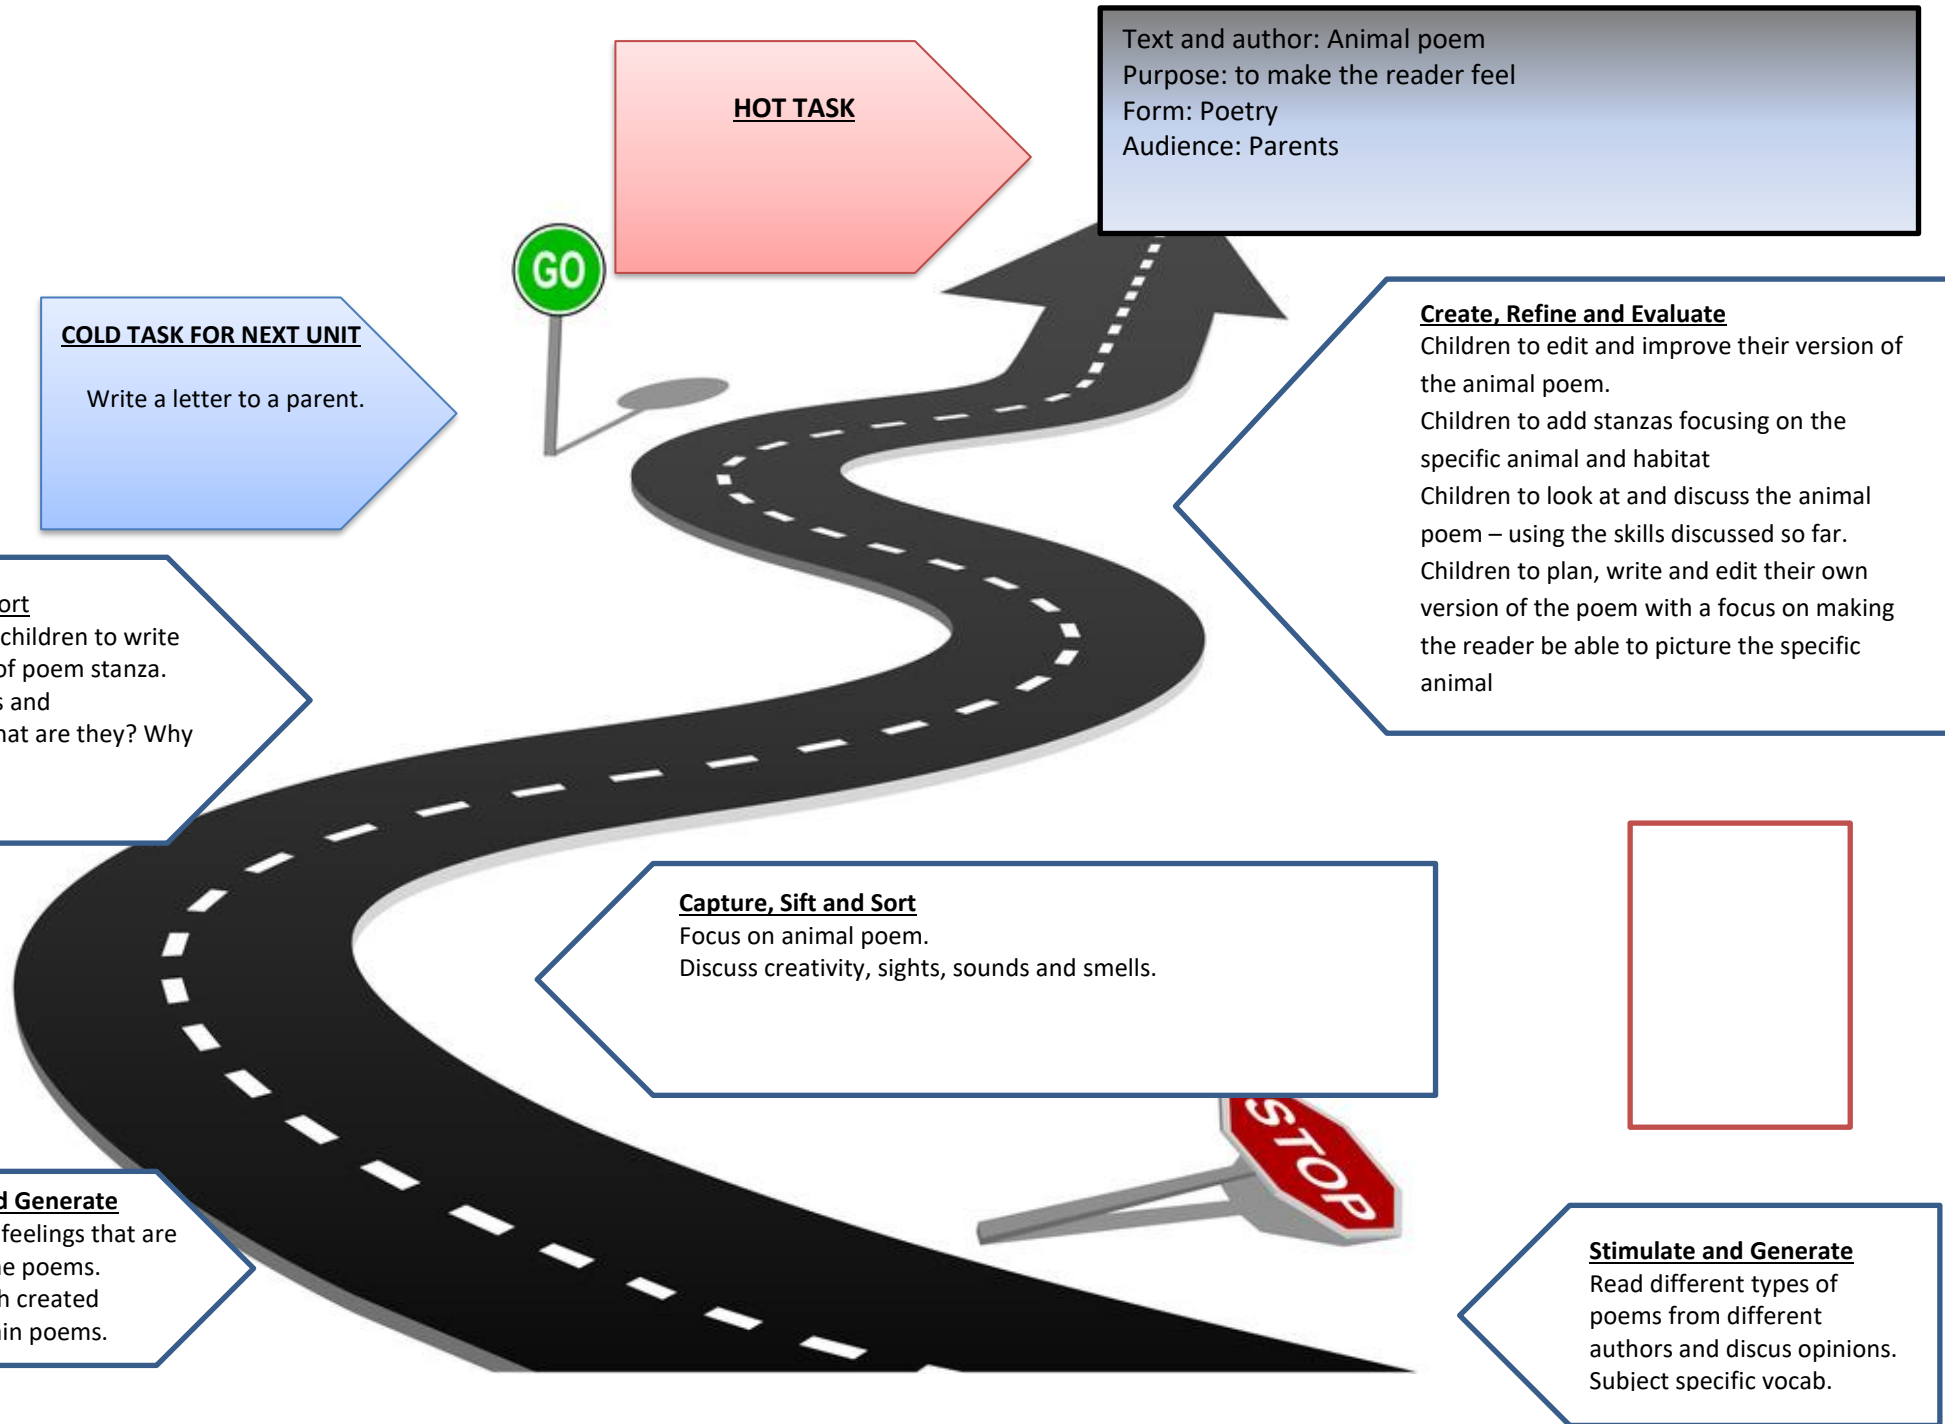 Text and author: Animal poem
Purpose: to make the reader feel
Form: Poetry
Audience: Parents
HOT TASK
GO
COLD TASK FOR NEXT UNIT
Write a letter to a parent.
Create, Refine and Evaluate
Children to edit and improve their version of
the animal poem.
Children to add stanzas focusing on the
specific animal and habitat
Children to look at and discuss the animal
poem – using the skills discussed so far.
Children to plan, write and edit their own
version of the poem with a focus on making
the reader be able to picture the specific
animal
children to write
of poem stanza.
and
are they? Why
Capture, Sift and Sort
Focus on animal poem.
Discuss creativity, sights, sounds and smells.
STOP
Generate
feelings that are
poems.
created
poems.
Stimulate and Generate
Read different types of
poems from different
authors and discus opinions.
Subject specific vocab.